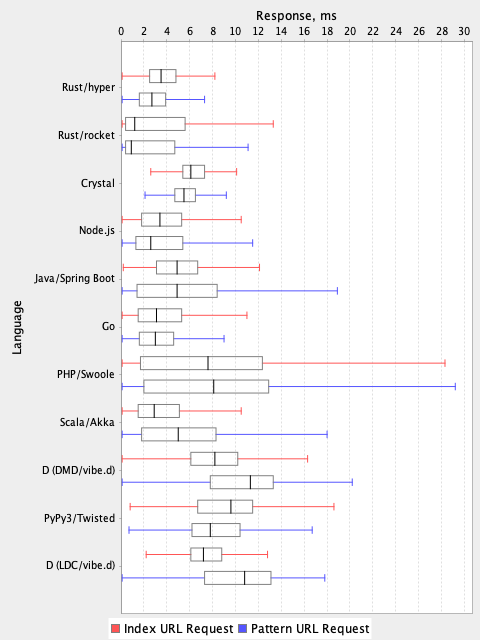 Response, ms
0 2 4 6 8 10 12 14 16 18 20 22 24 26 28 30
Language
Rust/hyper
Rust/rocket
Crystal
Node.js
Java/Spring Boot
Go
PHP/Swoole
Scala/Akka
D (DMD/vibe.d)
PyPy3/Twisted
D (LDC/vibe.d)
Index URL Request Pattern URL Request